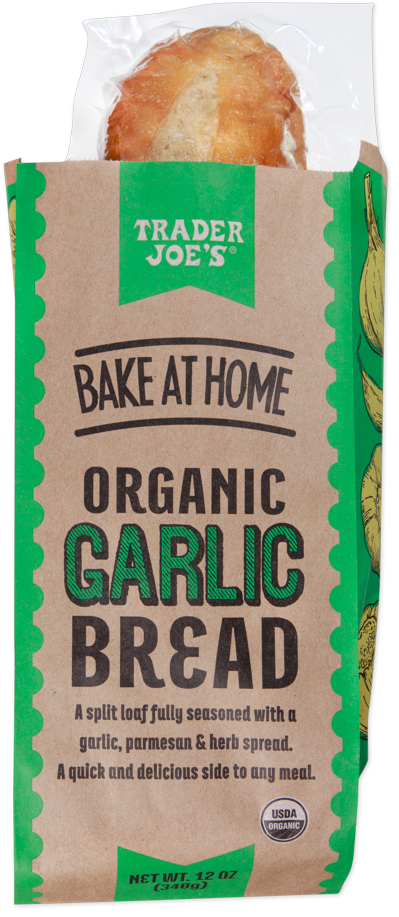 TRADER
JOE'S®
BAKE AT HOME
ORGANIC
GARLIC
BREAD
A split loaf fully seasoned with a
garlic, parmesan & herb spread.
A quick and delicious side to any meal.
USDA
ORGANIC
NET WT. 12 OZ
(340g)